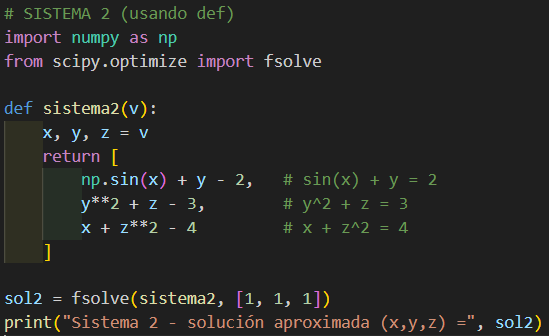 # SISTEMA 2 (usando def)
import numpy as np
from scipy.optimize import fsolve

def sistema2(v):
    x, y, z = v
    return [
        np.sin(x) + y - 2,   # sin(x) + y = 2
        y**2 + z - 3,        # y^2 + z = 3
        x + z**2 - 4         # x + z^2 = 4
    ]

sol2 = fsolve(sistema2, [1, 1, 1])
print("Sistema 2 - solución aproximada (x,y,z) =", sol2)